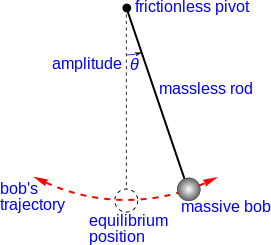 frictionless pivot
amplitude
θ
massless rod
bob's
trajectory
massive bob
equilibrium
position